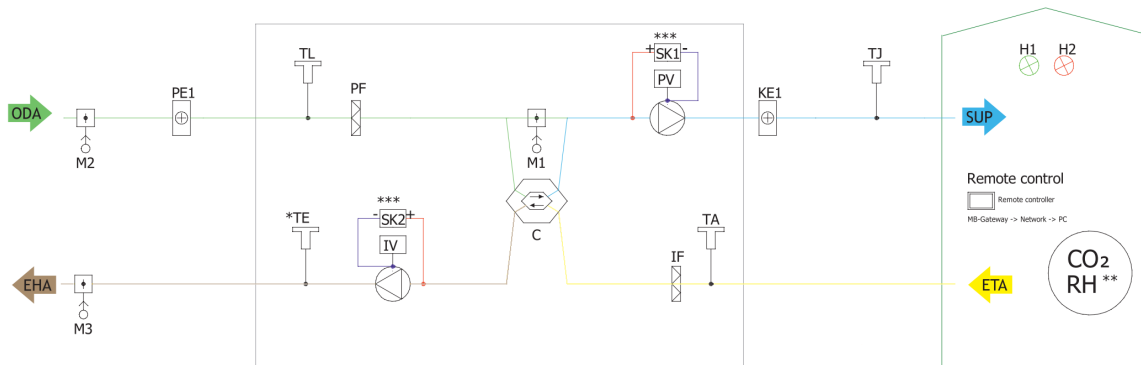 ***
+ SK1 -
PV
TL
PF
PE1
KE1
TJ
H1 H2
ODA
SUP
M2
M1
Remote control
Remote controller
MB-Gateway -> Network -> PC
*TE
***
- SK2 +
IV
C
TA
IF
CO₂
RH **
EHA
ETA
M3